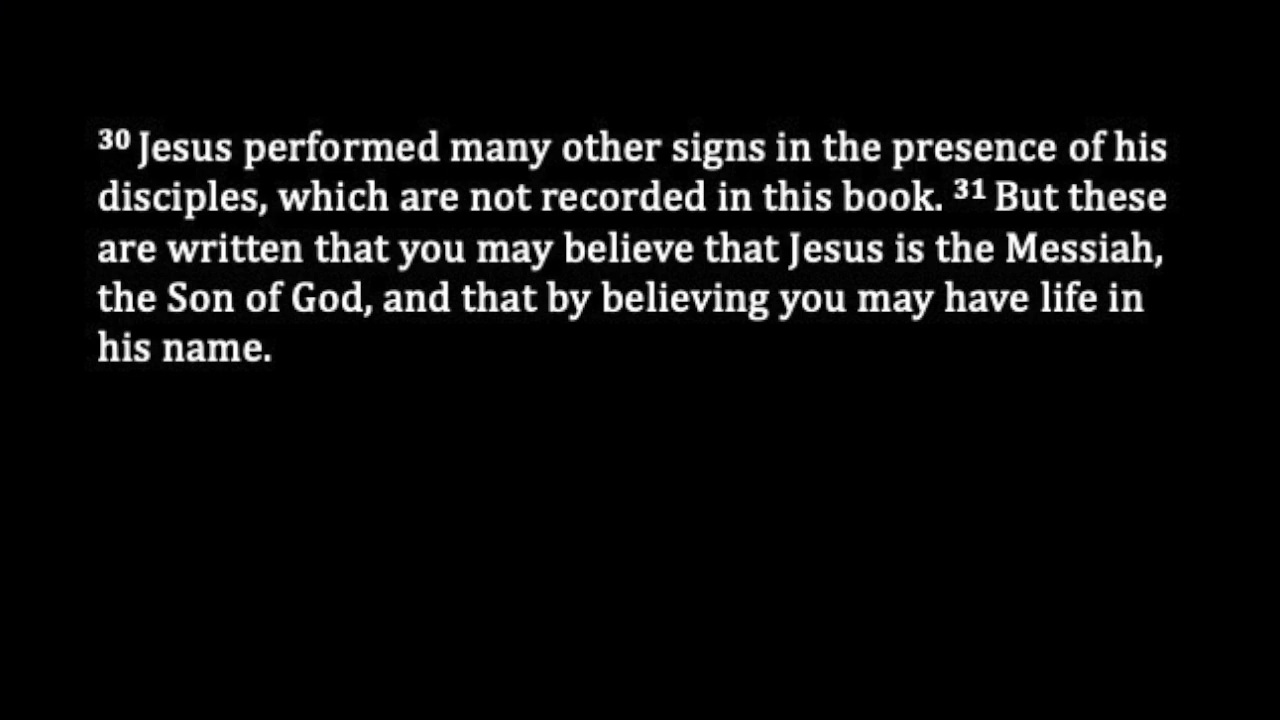 30 Jesus performed many other signs in the presence of his
disciples, which are not recorded in this book. 31 But these
are written that you may believe that Jesus is the Messiah,
the Son of God, and that by believing you may have life in
his name.